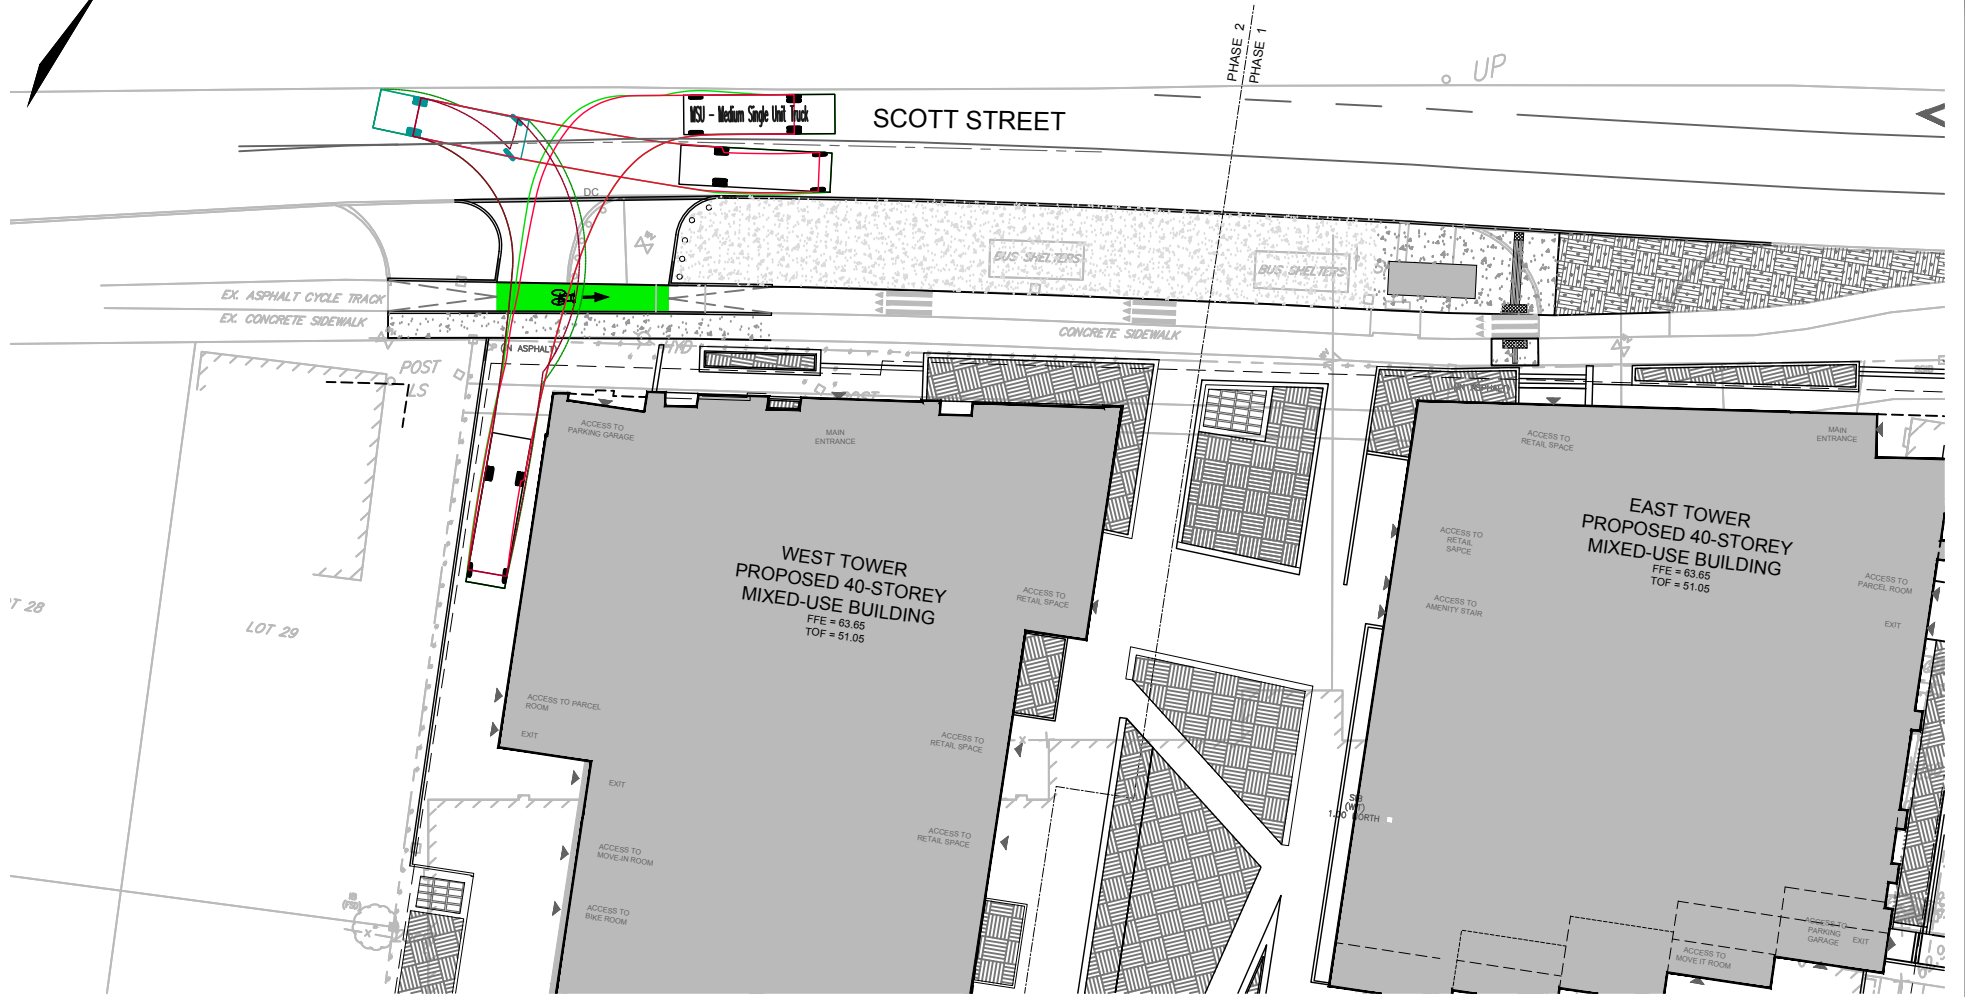 PHASE 2
PHASE 1
UP
MSU - Medium Single Unit Truck
SCOTT STREET
DC
BUS SHELTERS
BUS SHELTERS
EX. ASPHALT CYCLE TRACK
EX. CONCRETE SIDEWALK
CONCRETE SIDEWALK
(IN ASPHALT)
POST
LS
POST
ACCESS TO
PARKING GARAGE
MAIN
ENTRANCE
ACCESS TO
RETAIL SPACE
MAIN
ENTRANCE
WEST TOWER
PROPOSED 40-STOREY
MIXED-USE BUILDING
FFE = 63.65
TOF = 51.05
EAST TOWER
PROPOSED 40-STOREY
MIXED-USE BUILDING
FFE = 63.65
TOF = 51.05
ACCESS TO
RETAIL
SAPCE
ACCESS TO
AMENITY STAIR
ACCESS TO
PARCEL ROOM
EXIT
ACCESS TO
RETAIL SPACE
LOT 29
ACCESS TO PARCEL
ROOM
EXIT
ACCESS TO
RETAIL SPACE
EXIT
ACCESS TO
RETAIL SPACE
ACCESS TO
MOVE-IN ROOM
ACCESS TO
BIKE ROOM
ACCESS TO
PARKING
GARAGE
EXIT
ACCESS TO
MOVE IT ROOM